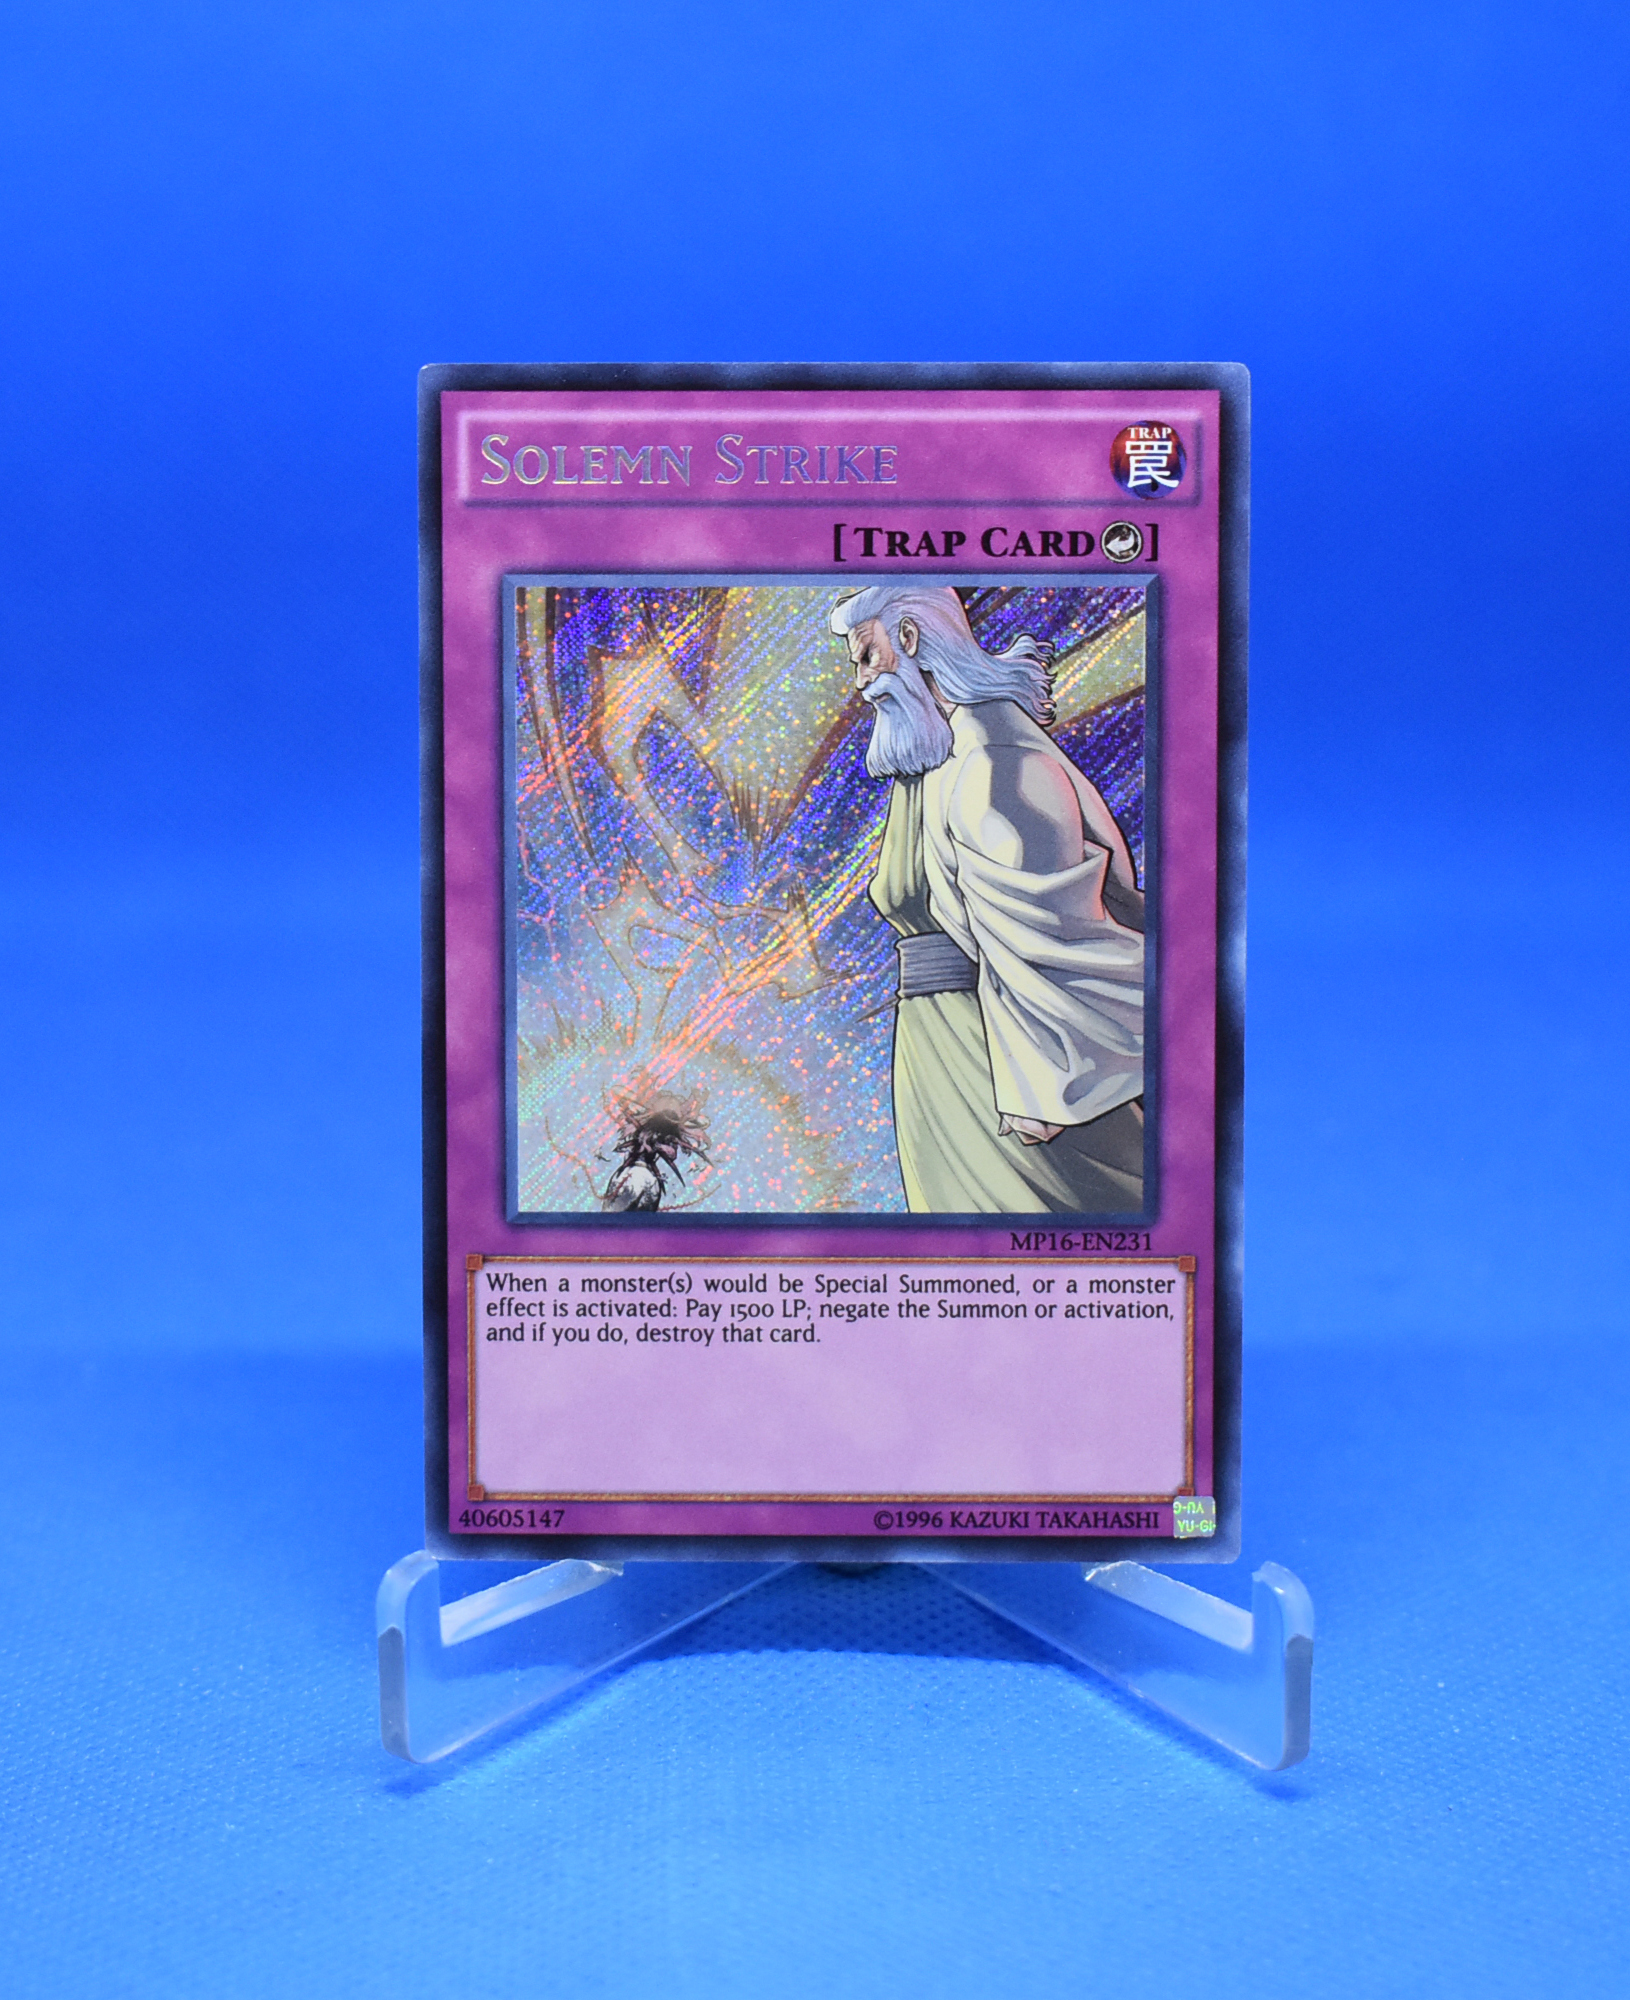 SOLEMN STRIKE
TRAP
罠
[TRAP CARD]
MP16-EN231
When a monster(s) would be Special Summoned, or a monster
effect is activated: Pay 1500 LP; negate the Summon or activation,
and if you do, destroy that card.
40605147
©1996 KAZUKI TAKAHASHI
YU-GI-